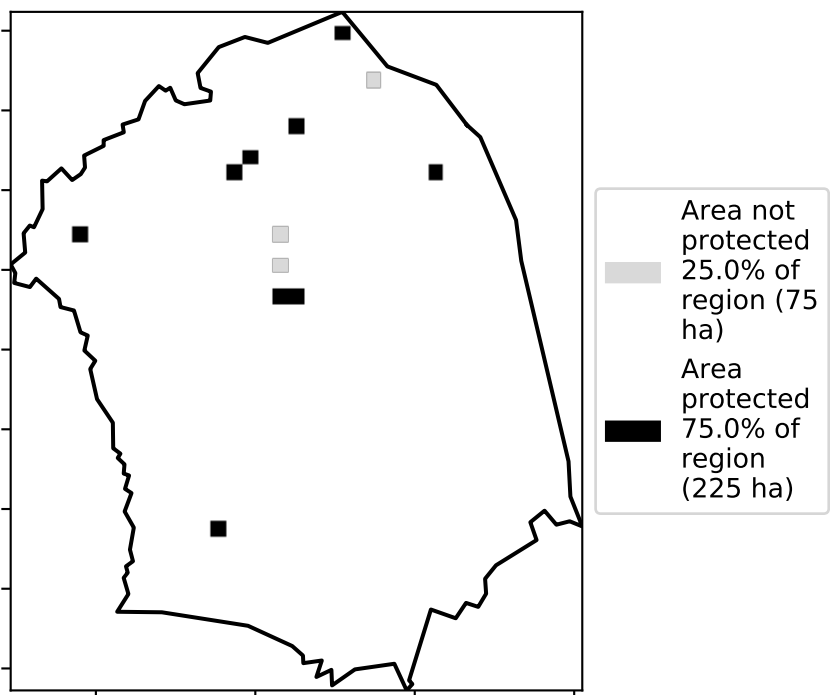 Area not
protected
25.0% of
region (75
ha)
Area
protected
75.0% of
region
(225 ha)